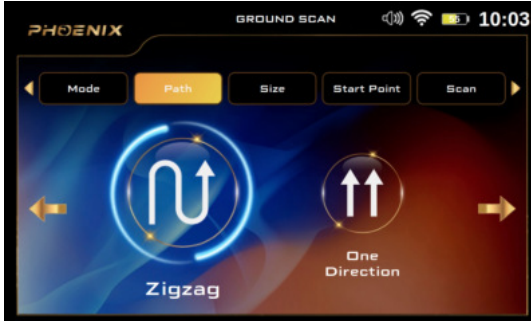 PHOENIX
GROUND SCAN
10:03
Mode
Path
Size
Start Point
Scan
Zigzag
One
Direction